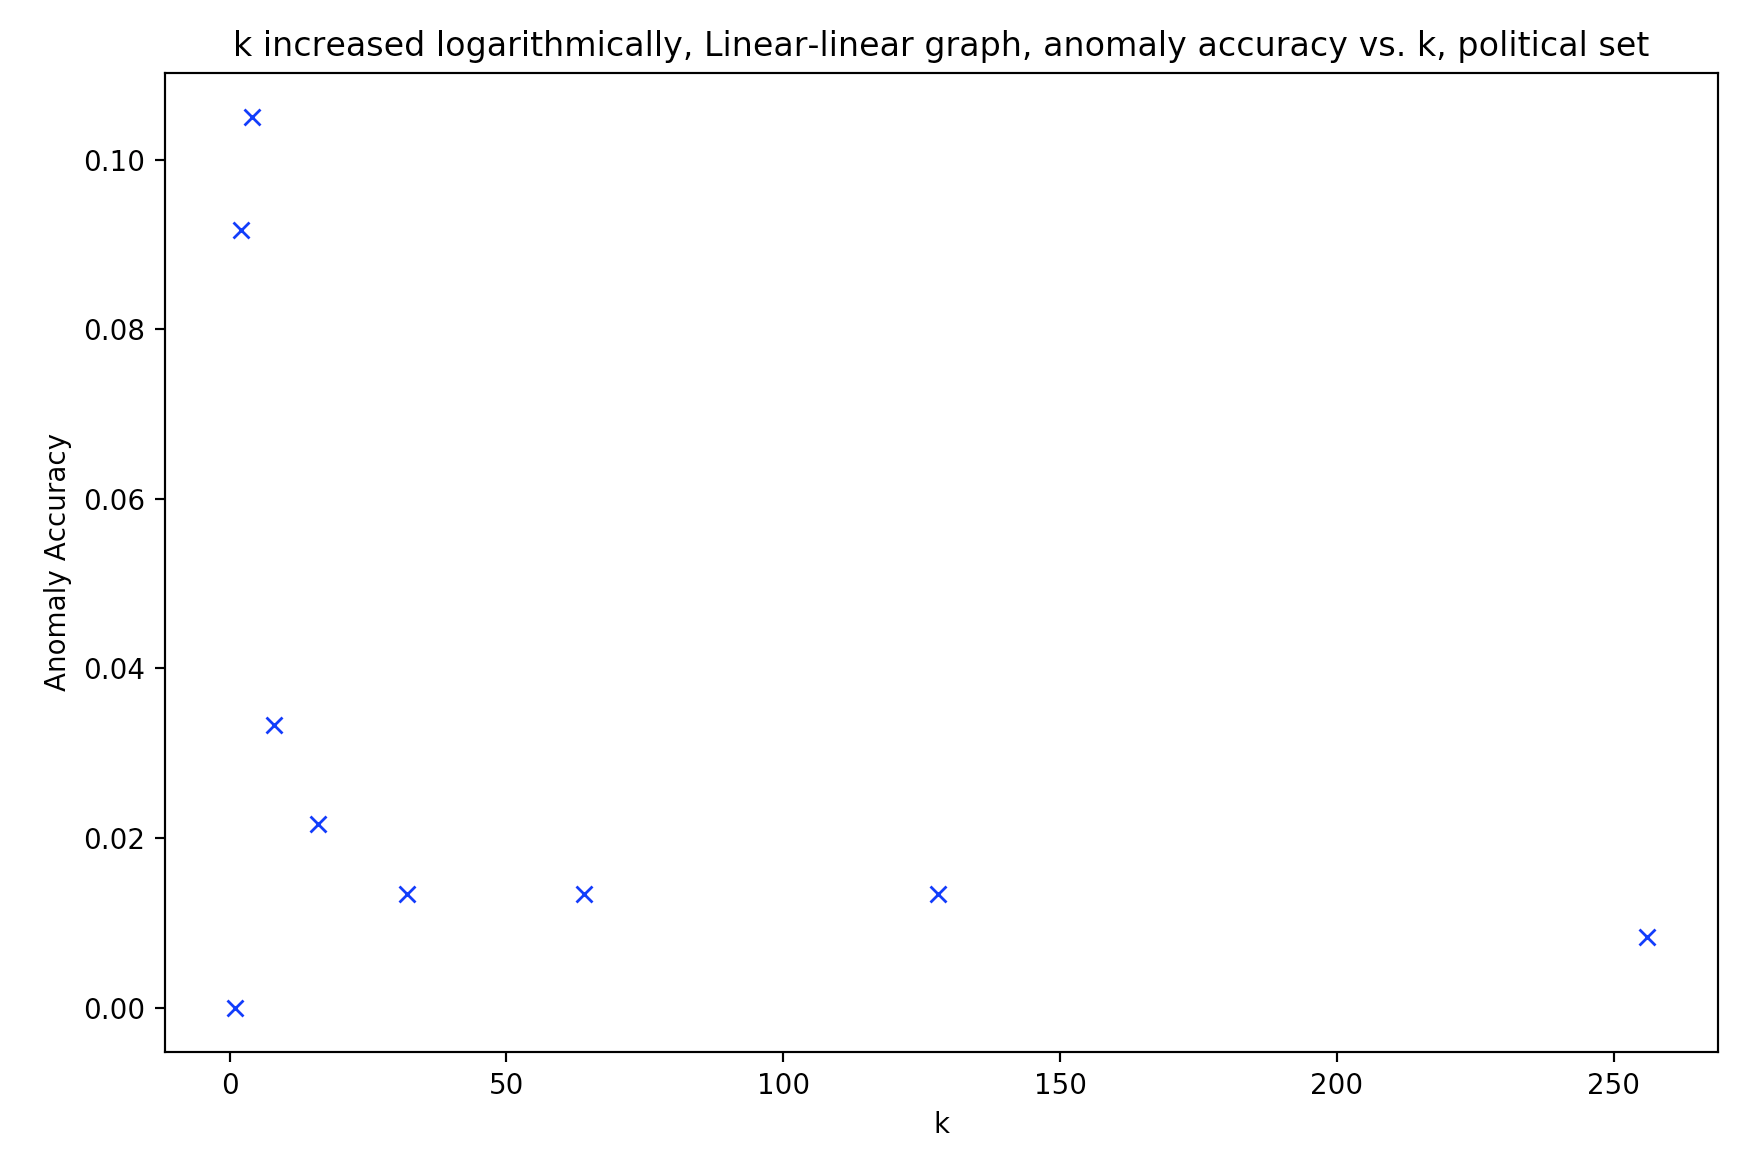 k increased logarithmically, Linear-linear graph, anomaly accuracy vs. k, political set
Anomaly Accuracy
0.10
0.08
0.06
0.04
0.02
0.00
0 50 100 150 200 250
k